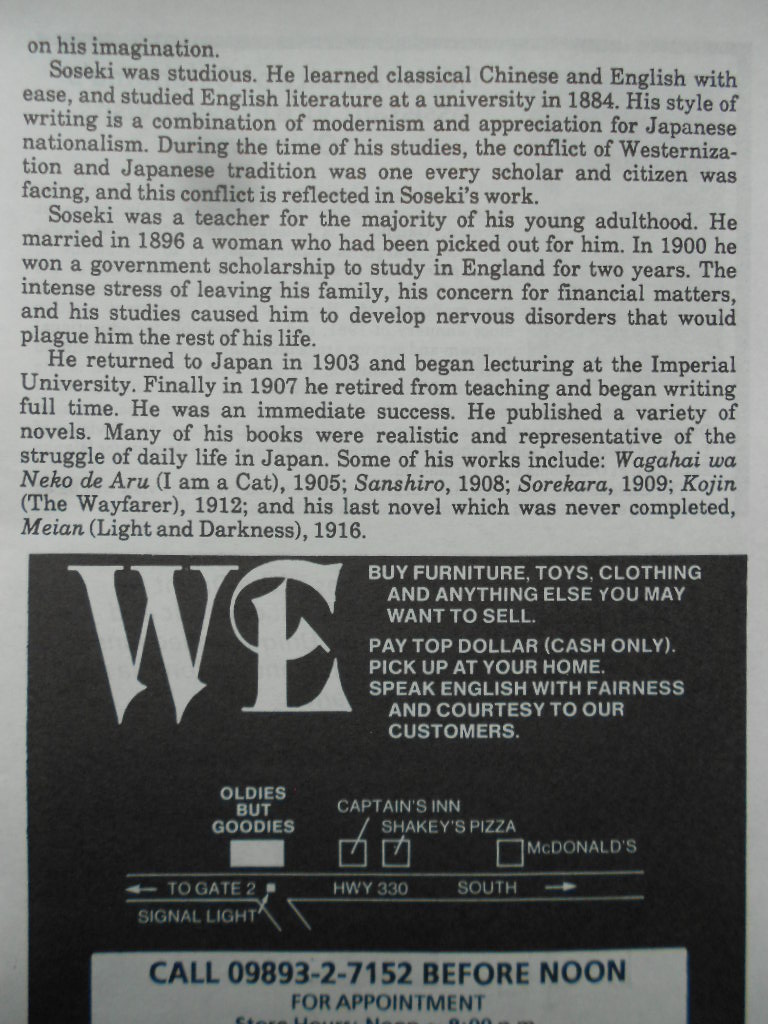 on his imagination.
Soseki was studious. He learned classical Chinese and English with
ease, and studied English literature at a university in 1884. His style of
writing is a combination of modernism and appreciation for Japanese
nationalism. During the time of his studies, the conflict of Westerniza-
tion and Japanese tradition was one every scholar and citizen was
facing, and this conflict is reflected in Soseki's work.
Soseki was a teacher for the majority of his young adulthood. He
married in 1896 a woman who had been picked out for him. In 1900 he
won a government scholarship to study in England for two years. The
intense stress of leaving his family, his concern for financial matters,
and his studies caused him to develop nervous disorders that would
plague him the rest of his life.
He returned to Japan in 1903 and began lecturing at the Imperial
University. Finally in 1907 he retired from teaching and began writing
full time. He was an immediate success. He published a variety of
novels. Many of his books were realistic and representative of the
struggle of daily life in Japan. Some of his works include: Wagahai wa
Neko de Aru (I am a Cat), 1905; Sanshiro, 1908; Sorekara, 1909; Kojin
(The Wayfarer), 1912; and his last novel which was never completed,
Meian (Light and Darkness), 1916.
WE
BUY FURNITURE, TOYS, CLOTHING
AND ANYTHING ELSE YOU MAY
WANT TO SELL.
PAY TOP DOLLAR (CASH ONLY).
PICK UP AT YOUR HOME.
SPEAK ENGLISH WITH FAIRNESS
AND COURTESY TO OUR
CUSTOMERS.
OLDIES
BUT
GOODIES
CAPTAIN'S INN
SHAKEY'S PIZZA
McDONALD'S
TO GATE 2
HWY 330
SOUTH
SIGNAL LIGHT
CALL 09893-2-7152 BEFORE NOON
FOR APPOINTMENT
Store Hours: Noon ~ 8:00 p.m.